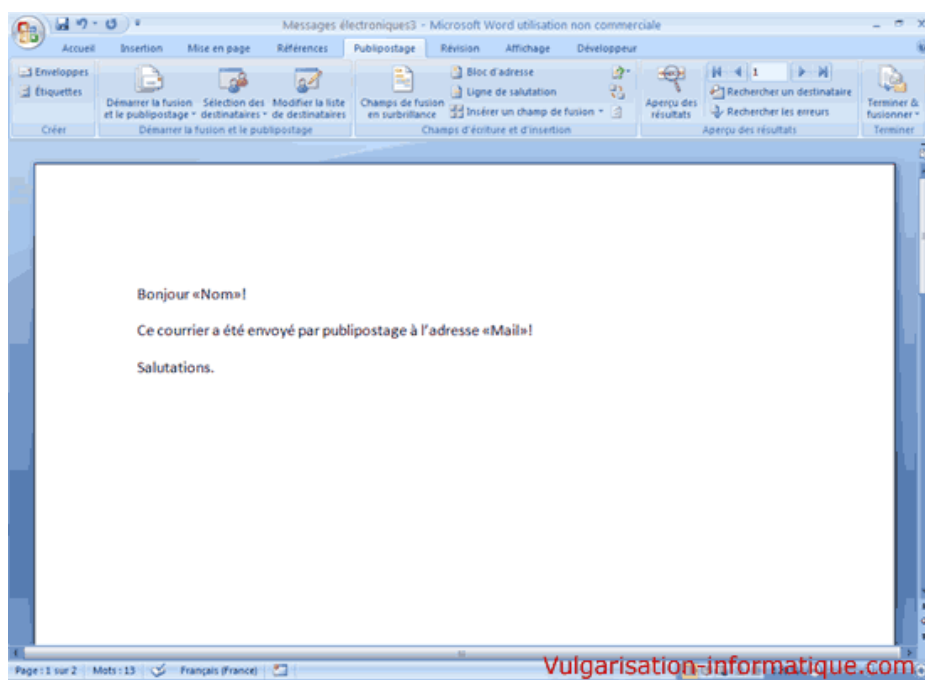 Messages électroniques3 - Microsoft Word utilisation non commerciale
Accueil Insertion Mise en page Références Publipostage Révision Affichage Développeur
Enveloppes
Étiquettes
Créer
Démarrer la fusion
et le publipostage
Sélection des
destinataires
Modifier la liste
de destinataires
Démarrer la fusion et le publipostage
Champs de fusion
en surbrillance
Bloc d'adresse
Ligne de salutation
Insérer un champ de fusion
Champs d'écriture et d'insertion
Aperçu des
résultats
1
Rechercher un destinataire
Rechercher les erreurs
Aperçu des résultats
Terminer &
fusionner
Terminer
Bonjour «Nom»!
Ce courrier a été envoyé par publipostage à l'adresse «Mail»!
Salutations.
Page : 1 sur 2 Mots : 13 Français (France)
Vulgarisation-informatique.com